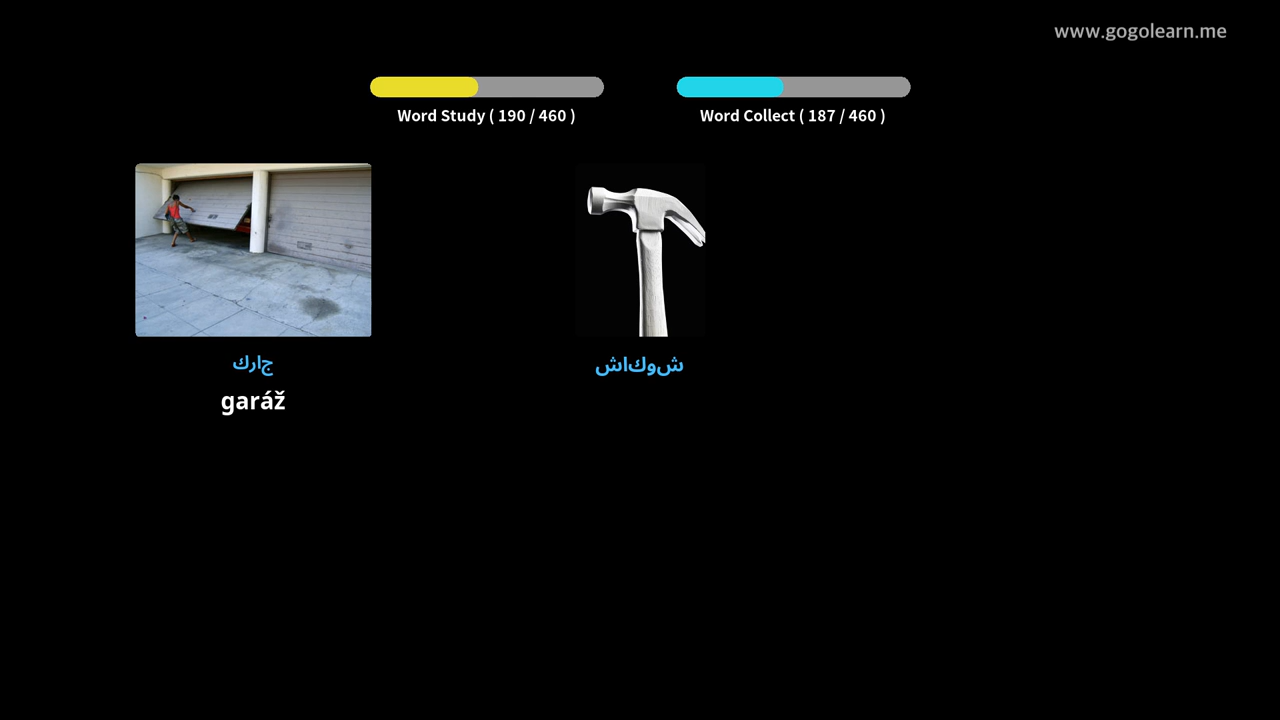 www.gogolearn.me
Word Study ( 190 / 460 )
Word Collect ( 187 / 460 )
جارك
شوكاش
garáž